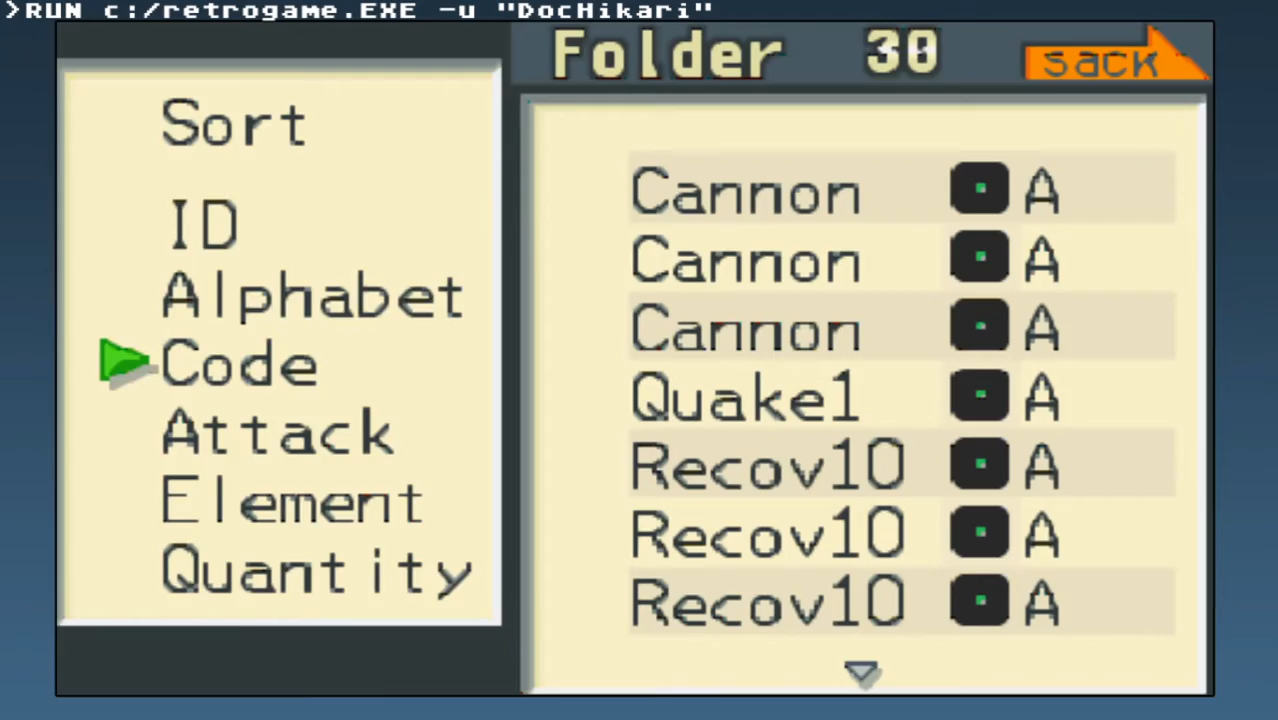 >RUN c:/retrogame.EXE -u "DocHikari"
Folder 30
sack
Sort
ID
Alphabet
Code
Attack
Element
Quantity
Cannon A
Cannon A
Cannon A
Quake1 A
Recov10 A
Recov10 A
Recov10 A